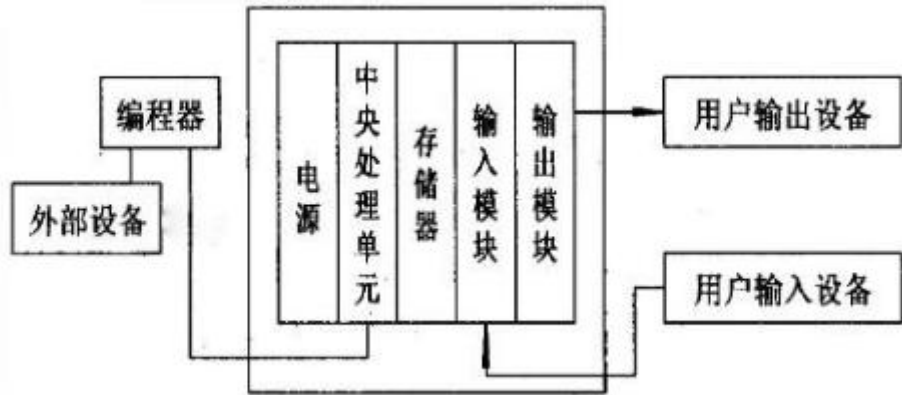 编程器
外部设备
电源
中央处理单元
存储器
输入模块
输出模块
用户输出设备
用户输入设备